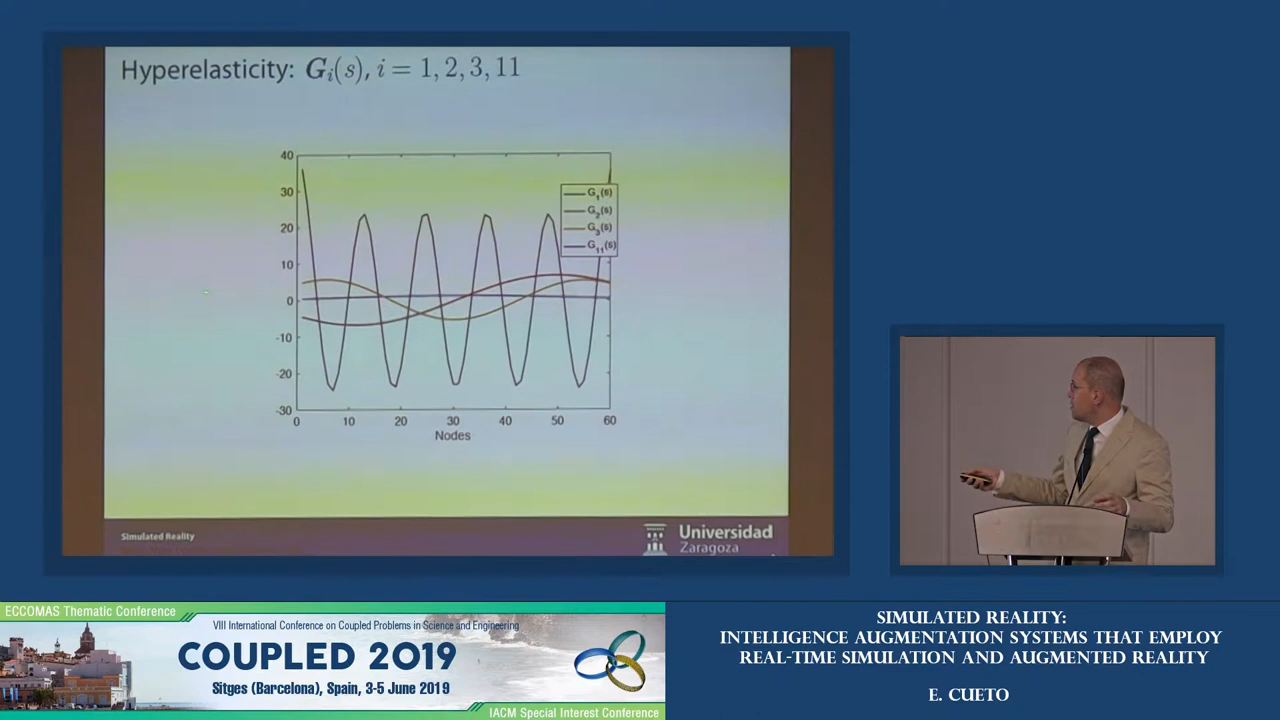 Hyperelasticity: Gi(s), i = 1, 2, 3, 11
40
30
20
10
0
-10
-20
-30
0 10 20 30 40 50 60
Nodes
G1(s)
G2(s)
G3(s)
G11(s)
Simulated Reality
Universidad
Zaragoza
ECCOMAS Thematic Conference
VIII International Conference on Coupled Problems in Science and Engineering
COUPLED 2019
Sitges (Barcelona), Spain, 3-5 June 2019
IACM Special Interest Conference
SIMULATED REALITY:
INTELLIGENCE AUGMENTATION SYSTEMS THAT EMPLOY
REAL-TIME SIMULATION AND AUGMENTED REALITY
E. CUETO